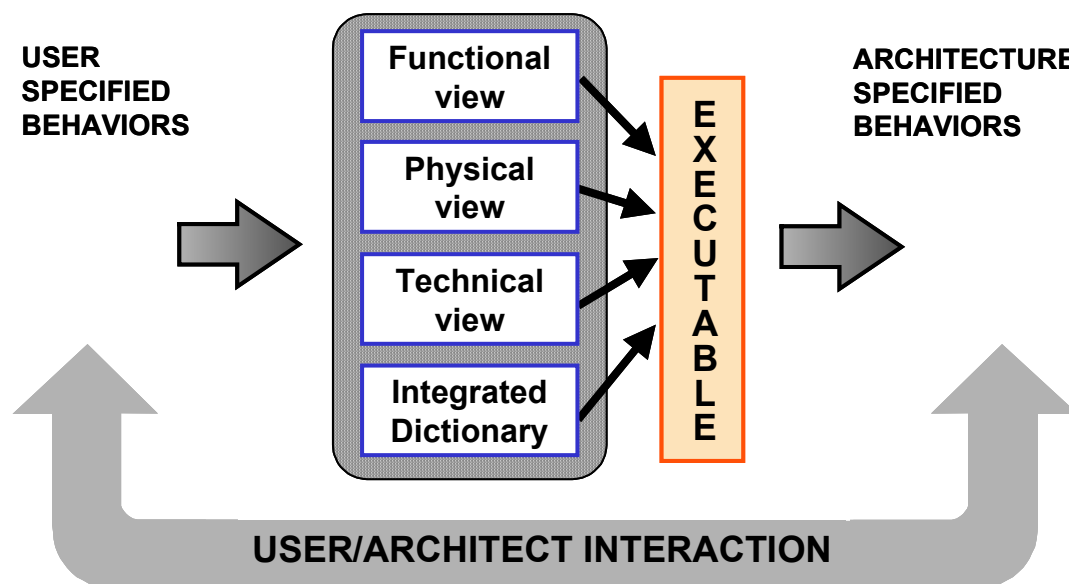 USER
SPECIFIED
BEHAVIORS
Functional
view
Physical
view
Technical
view
Integrated
Dictionary
EXECUTABLE
ARCHITECTURE
SPECIFIED
BEHAVIORS
USER/ARCHITECT INTERACTION